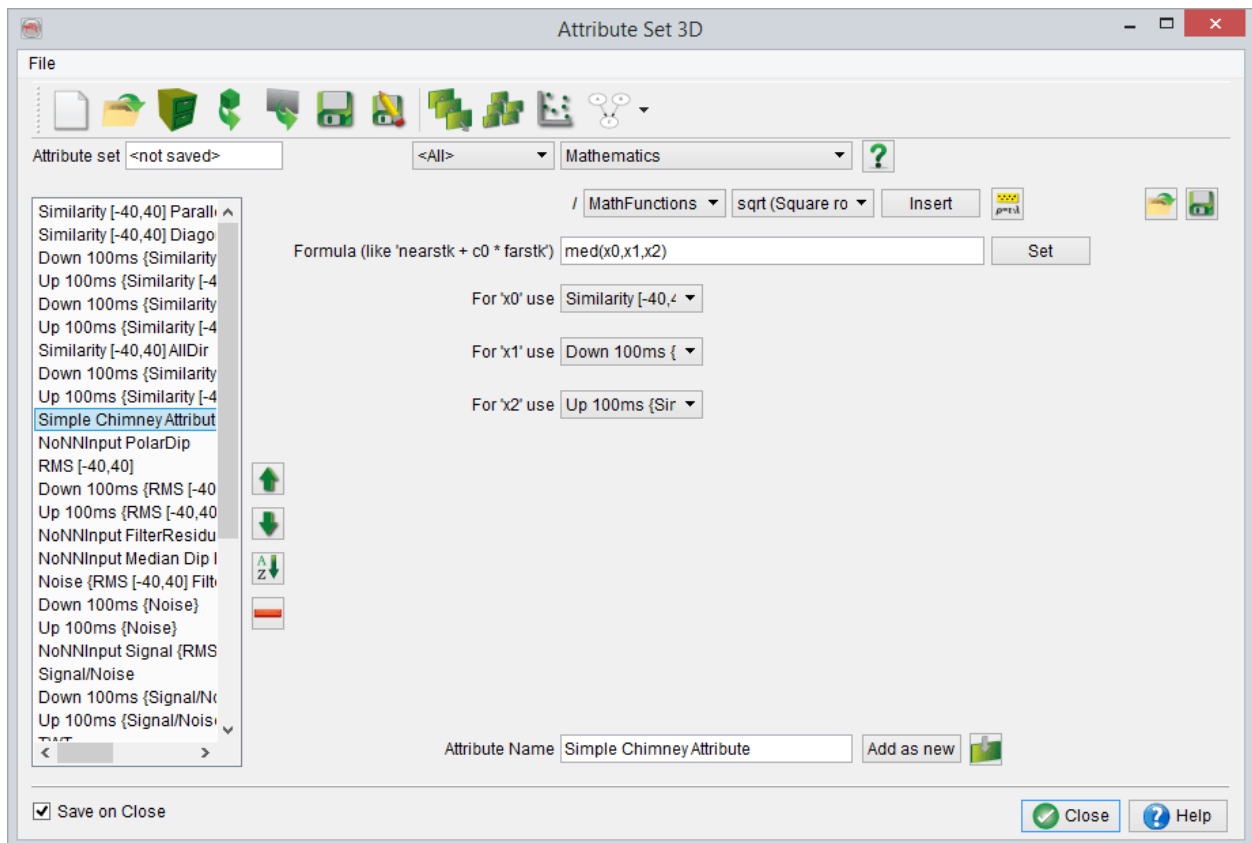 Attribute Set 3D
File
Attribute set <not saved> <All> Mathematics ?
/ MathFunctions sqrt (Square ro Insert
Formula (like 'nearstk + c0 * farstk') med(x0,x1,x2) Set
For 'x0' use Similarity [-40,4
For 'x1' use Down 100ms {
For 'x2' use Up 100ms {Sir
Similarity [-40,40] Paralle
Similarity [-40,40] Diago
Down 100ms {Similarity
Up 100ms {Similarity [-4
Down 100ms {Similarity
Up 100ms {Similarity [-4
Similarity [-40,40] AllDir
Down 100ms {Similarity
Up 100ms {Similarity [-4
Simple Chimney Attribut
NoNNInput PolarDip
RMS [-40,40]
Down 100ms {RMS [-40
Up 100ms {RMS [-40,40
NoNNInput FilterResidu
NoNNInput Median Dip
Noise {RMS [-40,40] Filt
Down 100ms {Noise}
Up 100ms {Noise}
NoNNInput Signal {RMS
Signal/Noise
Down 100ms {Signal/No
Up 100ms {Signal/Noise
TWT
A
Z
Attribute Name Simple Chimney Attribute Add as new
Save on Close
Close ? Help